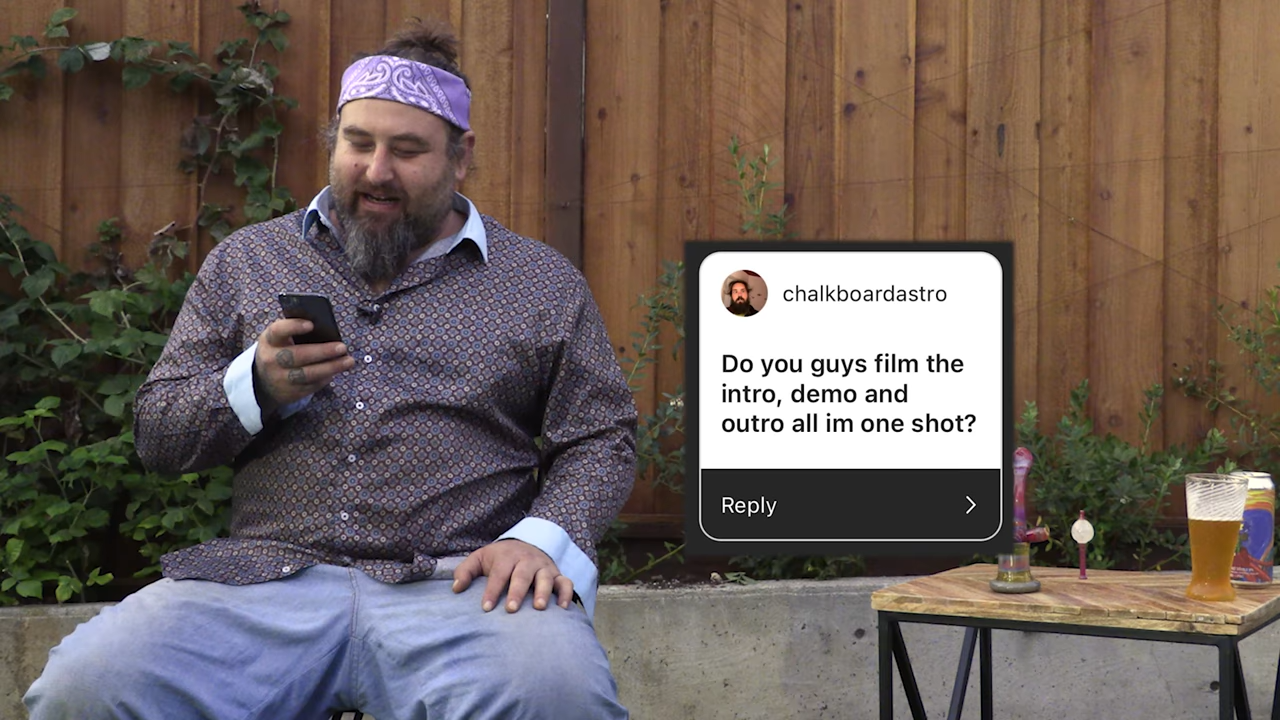 chalkboardastro
Do you guys film the
intro, demo and
outro all im one shot?
Reply